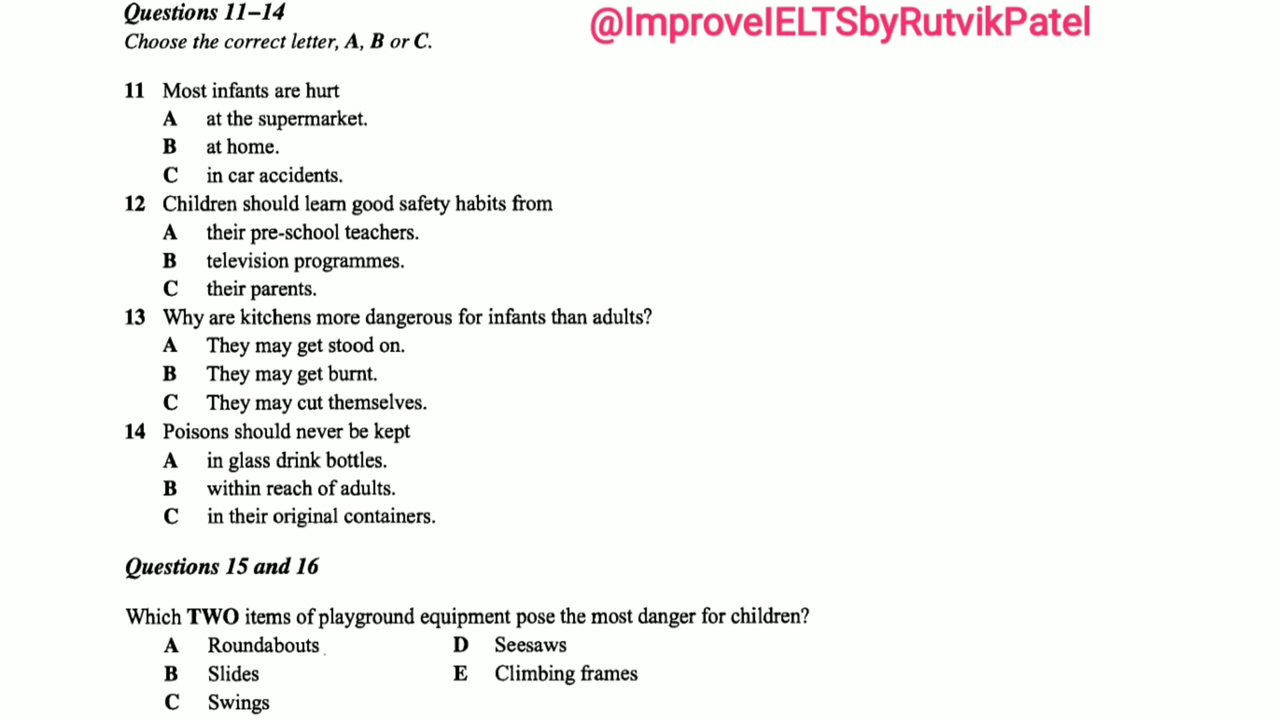 Questions 11–14
@ImproveIELTSbyRutvikPatel
Choose the correct letter, A, B or C.
11 Most infants are hurt
A at the supermarket.
B at home.
C in car accidents.
12 Children should learn good safety habits from
A their pre-school teachers.
B television programmes.
C their parents.
13 Why are kitchens more dangerous for infants than adults?
A They may get stood on.
B They may get burnt.
C They may cut themselves.
14 Poisons should never be kept
A in glass drink bottles.
B within reach of adults.
C in their original containers.
Questions 15 and 16
Which TWO items of playground equipment pose the most danger for children?
A Roundabouts D Seesaws
B Slides E Climbing frames
C Swings